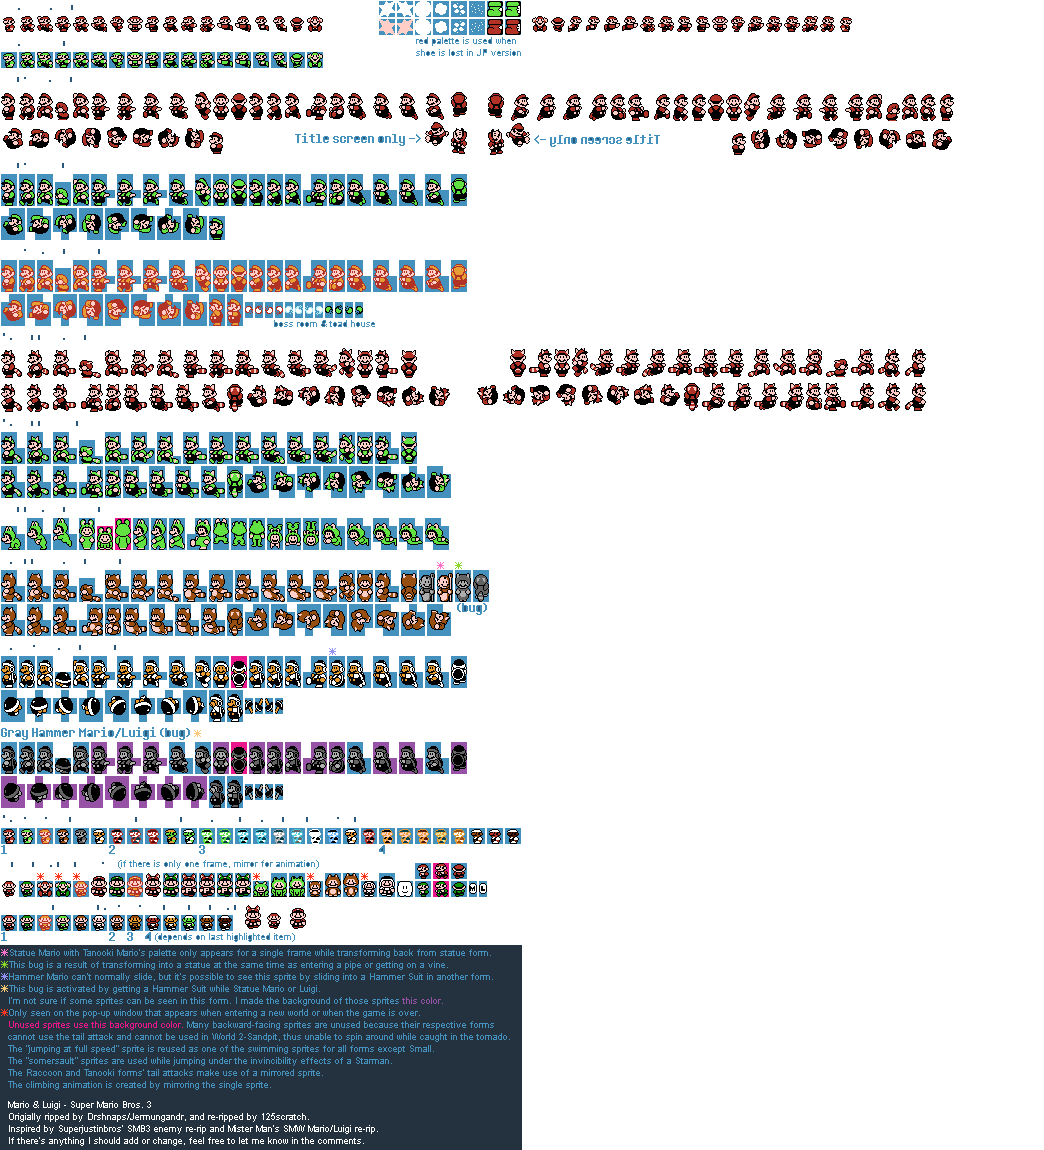 red palette is used when
shoe is lost in JP version
Title screen only ->
<- Title screen only
boss room & toad house
(bug)
Gray Hammer Mario/Luigi (bug)
1 2 3 4
(if there is only one frame, mirror for animation)
M L
1 2 3 4 (depends on last highlighted item)
Statue Mario with Tanooki Mario's palette only appears for a single frame while transforming back from statue form.
This bug is a result of transforming into a statue at the same time as entering a pipe or getting on a vine.
Hammer Mario can't normally slide, but it's possible to see this sprite by sliding into a Hammer Suit in another form.
This bug is activated by getting a Hammer Suit while Statue Mario or Luigi.
I'm not sure if some sprites can be seen in this form. I made the background of those sprites this color.
Only seen on the pop-up window that appears when entering a new world or when the game is over.
Unused sprites use this background color. Many backward-facing sprites are unused because their respective forms
cannot use the tail attack and cannot be used in World 2-Sandpit, thus unable to spin around while caught in the tornado.
The "jumping at full speed" sprite is reused as one of the swimming sprites for all forms except Small.
The "somersault" sprites are used while jumping under the invincibility effects of a Starman.
The Raccoon and Tanooki forms' tail attacks make use of a mirrored sprite.
The climbing animation is created by mirroring the single sprite.
Mario & Luigi - Super Mario Bros. 3
Origially ripped by Drshnaps/Jermungandr, and re-ripped by 125scratch.
Inspired by Superjustinbros' SMB3 enemy re-rip and Mister Man's SMW Mario/Luigi re-rip.
If there's anything I should add or change, feel free to let me know in the comments.